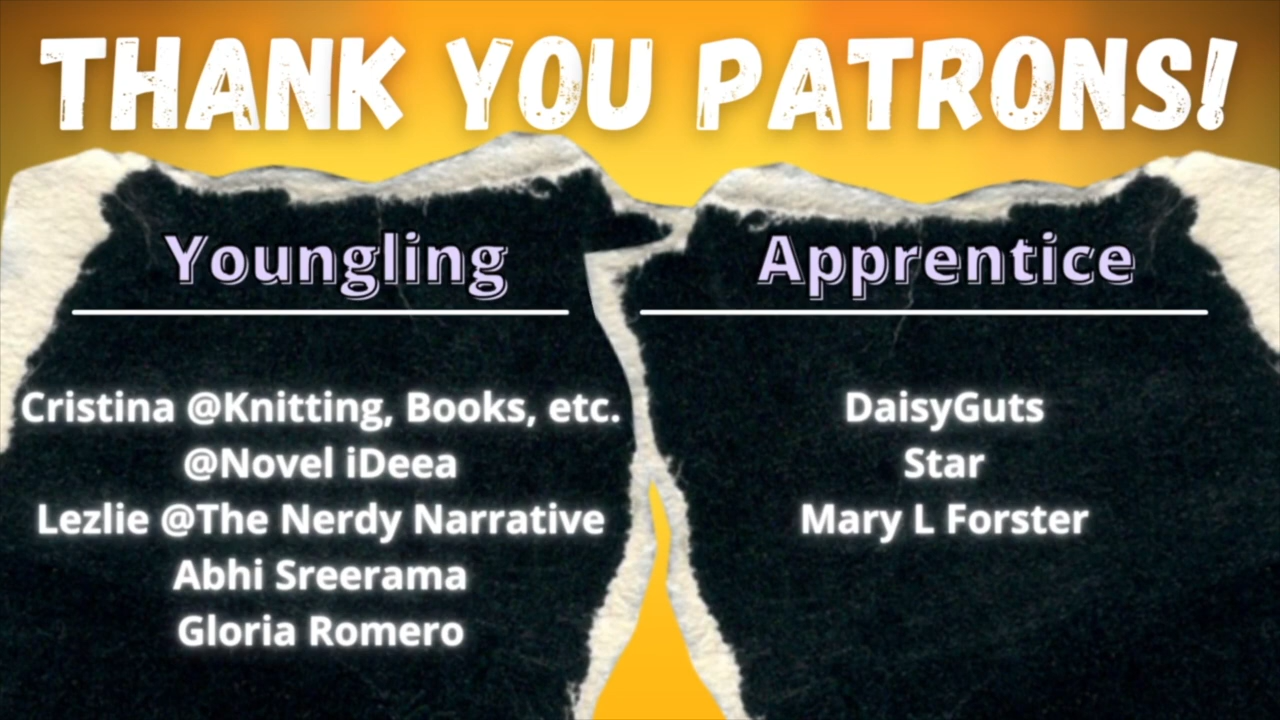 THANK YOU PATRONS!
Youngling
Cristina @Knitting, Books, etc.
@Novel iDeea
Lezlie @The Nerdy Narrative
Abhi Sreerama
Gloria Romero
Apprentice
DaisyGuts
Star
Mary L Forster